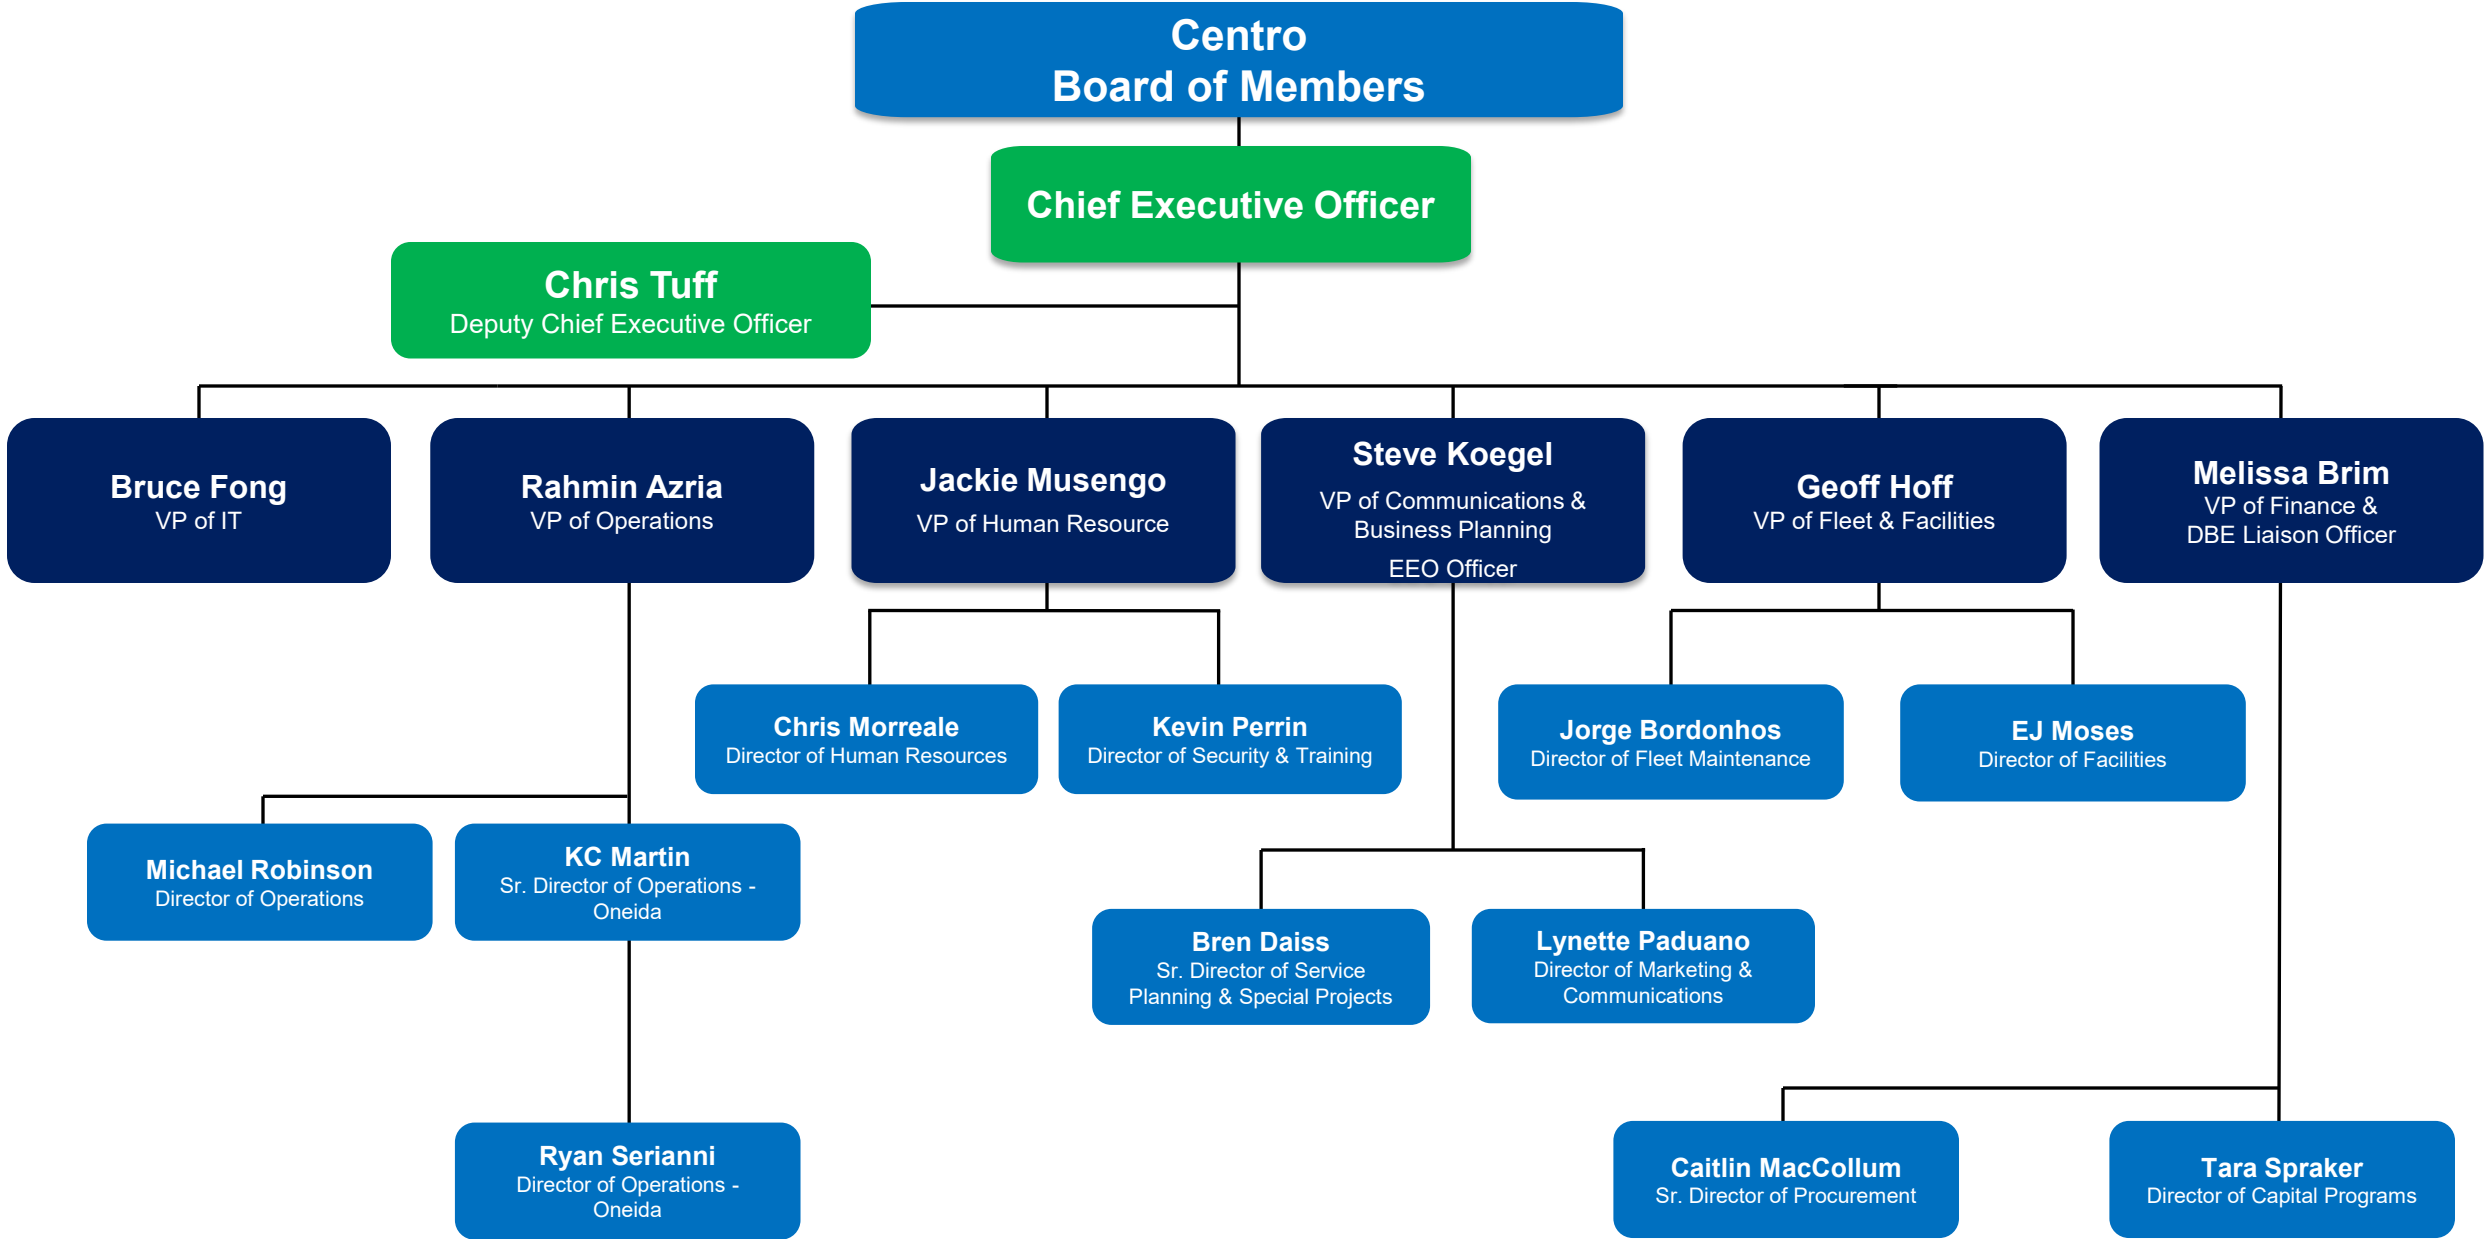 Centro
Board of Members
Chief Executive Officer
Chris Tuff
Deputy Chief Executive Officer
Bruce Fong
VP of IT
Rahmin Azria
VP of Operations
Jackie Musengo
VP of Human Resource
Steve Koegel
VP of Communications &
Business Planning
EEO Officer
Geoff Hoff
VP of Fleet & Facilities
Melissa Brim
VP of Finance &
DBE Liaison Officer
Chris Morreale
Director of Human Resources
Kevin Perrin
Director of Security & Training
Jorge Bordonhos
Director of Fleet Maintenance
EJ Moses
Director of Facilities
Michael Robinson
Director of Operations
KC Martin
Sr. Director of Operations -
Oneida
Bren Daiss
Sr. Director of Service
Planning & Special Projects
Lynette Paduano
Director of Marketing &
Communications
Ryan Serianni
Director of Operations -
Oneida
Caitlin MacCollum
Sr. Director of Procurement
Tara Spraker
Director of Capital Programs